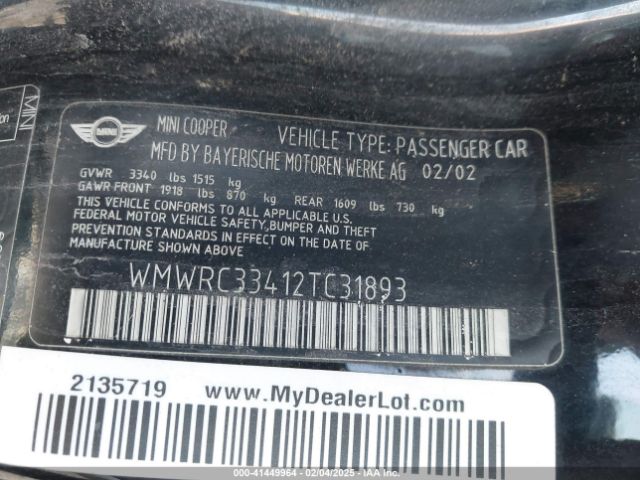 MINI
MINI COOPER
VEHICLE TYPE: PASSENGER CAR
MFD BY BAYERISCHE MOTOREN WERKE AG 02/02
GVWR 3340 lbs 1515 kg
GAWR FRONT 1918 lbs 870 kg REAR 1609 lbs 730 kg
THIS VEHICLE CONFORMS TO ALL APPLICABLE U.S.
FEDERAL MOTOR VEHICLE SAFETY, BUMPER AND THEFT
PREVENTION STANDARDS IN EFFECT ON THE DATE OF
MANUFACTURE SHOWN ABOVE
WMWRC33412TC31893
2135719 www.MyDealerLot.com
000-41449964 - 02/04/2025 - IAA Inc.
MINI